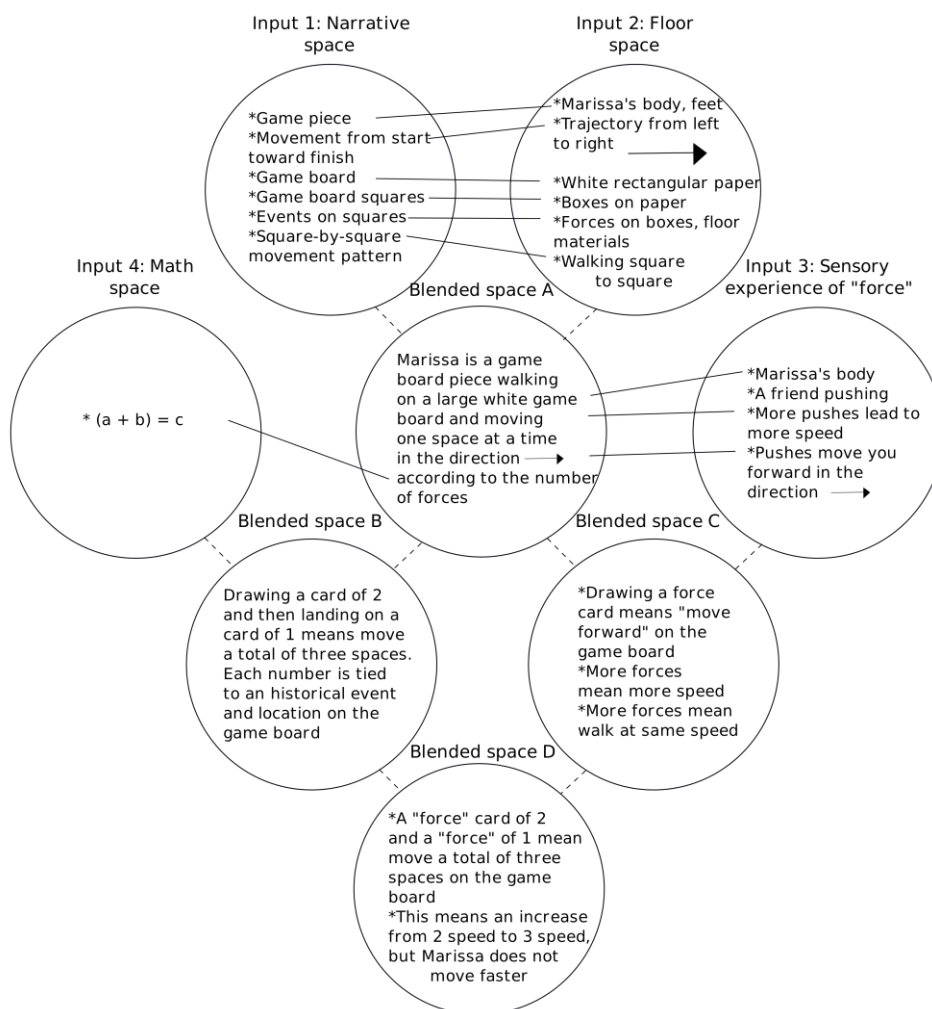 Input 1: Narrative
space
*Game piece
*Movement from start
toward finish
*Game board
*Game board squares
*Events on squares
*Square-by-square
movement pattern
Input 2: Floor
space
*Marissa's body, feet
*Trajectory from left
to right
*White rectangular paper
*Boxes on paper
*Forces on boxes, floor
materials
*Walking square
to square
Input 4: Math
space
* (a + b) = c
Blended space A
Marissa is a game
board piece walking
on a large white game
board and moving
one space at a time
in the direction
according to the number
of forces
Input 3: Sensory
experience of "force"
*Marissa's body
*A friend pushing
*More pushes lead to
more speed
*Pushes move you
forward in the
direction
Blended space B
Drawing a card of 2
and then landing on a
card of 1 means move
a total of three spaces.
Each number is tied
to an historical event
and location on the
game board
Blended space C
*Drawing a force
card means "move
forward" on the
game board
*More forces
mean more speed
*More forces mean
walk at same speed
Blended space D
*A "force" card of 2
and a "force" of 1 mean
move a total of three
spaces on the game
board
*This means an increase
from 2 speed to 3 speed,
but Marissa does not
move faster